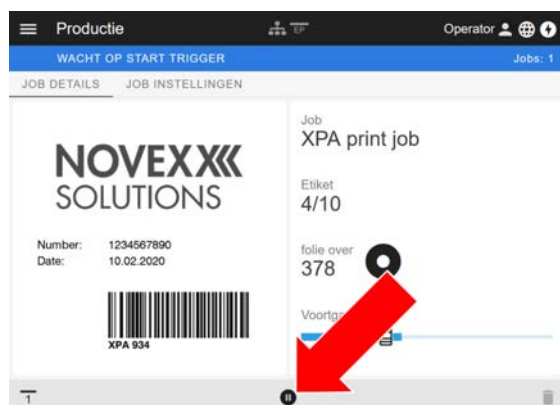 Productie
EP
Operator
WACHT OP START TRIGGER
Jobs: 1
JOB DETAILS
JOB INSTELLINGEN
NOVEXX
SOLUTIONS
Number: 1234567890
Date: 10.02.2020
XPA 934
Job
XPA print job
Etiket
4/10
folie over
378
1